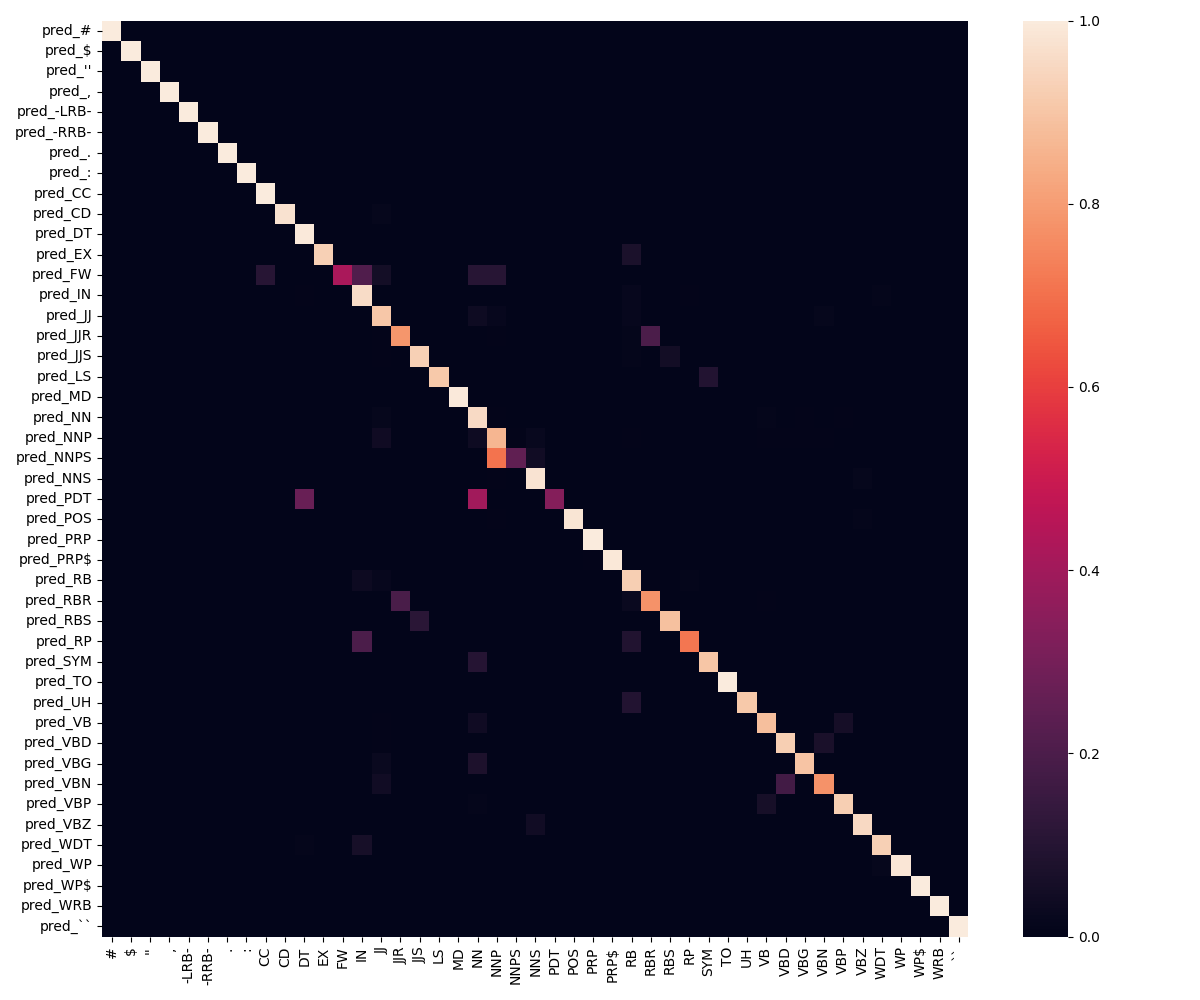 pred_#
pred_$
pred_''
pred_,
pred_-LRB-
pred_-RRB-
pred_.
pred_:
pred_CC
pred_CD
pred_DT
pred_EX
pred_FW
pred_IN
pred_JJ
pred_JJR
pred_JJS
pred_LS
pred_MD
pred_NN
pred_NNP
pred_NNPS
pred_NNS
pred_PDT
pred_POS
pred_PRP
pred_PRP$
pred_RB
pred_RBR
pred_RBS
pred_RP
pred_SYM
pred_TO
pred_UH
pred_VB
pred_VBD
pred_VBG
pred_VBN
pred_VBP
pred_VBZ
pred_WDT
pred_WP
pred_WP$
pred_WRB
pred_``
#
$
''
,
-LRB-
-RRB-
.
:
CC
CD
DT
EX
FW
IN
JJ
JJR
JJS
LS
MD
NN
NNP
NNPS
NNS
PDT
POS
PRP
PRP$
RB
RBR
RBS
RP
SYM
TO
UH
VB
VBD
VBG
VBN
VBP
VBZ
WDT
WP
WP$
WRB
``
1.0
0.8
0.6
0.4
0.2
0.0